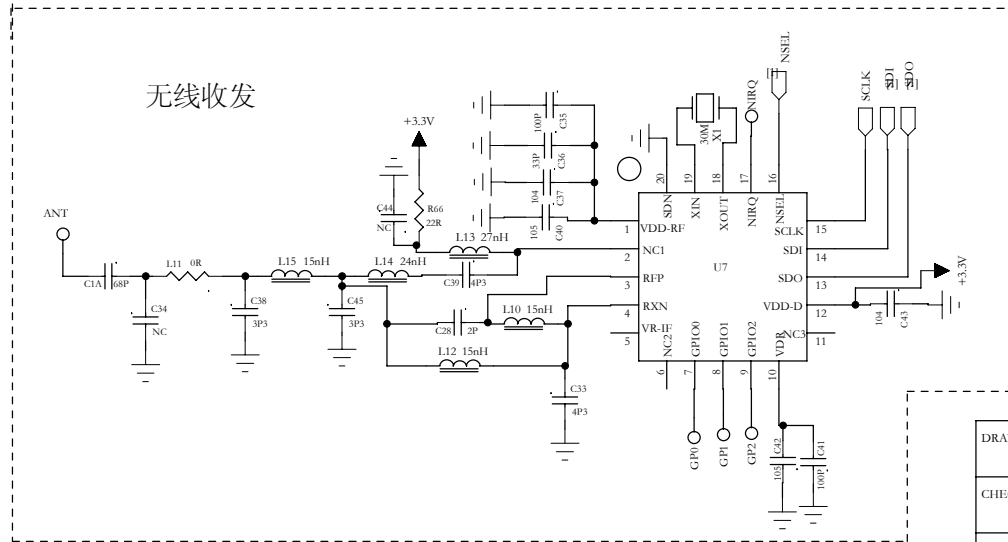 无线收发
+3.3V
ANT
C44
NC
R66
22R
L13 27nH
C1A
68P
L11 0R
L15 15nH
L14 24nH
C39
4P3
C34
NC
C38
3P3
C45
3P3
C28
2P
L10 15nH
L12 15nH
C33
4P3
100P
C35
33P
C36
104
C37
105
C40
30M
X1
NIRQ
NSEL
SCLK
SDI
SDO
20
19
18
17
16
SDN
XIN
XOUT
NIRQ
NSEL
1
VDD-RF
2
NC1
3
RFP
4
RXN
5
VR-IF
U7
SCLK
15
SDI
14
SDO
13
VDD-D
12
NC3
11
NC2
GPIO0
GPIO1
GPIO2
VDR
6
7
8
9
10
+3.3V
104
C43
GP0
GP1
GP2
C42
105
C41
100P
DRA
CHE